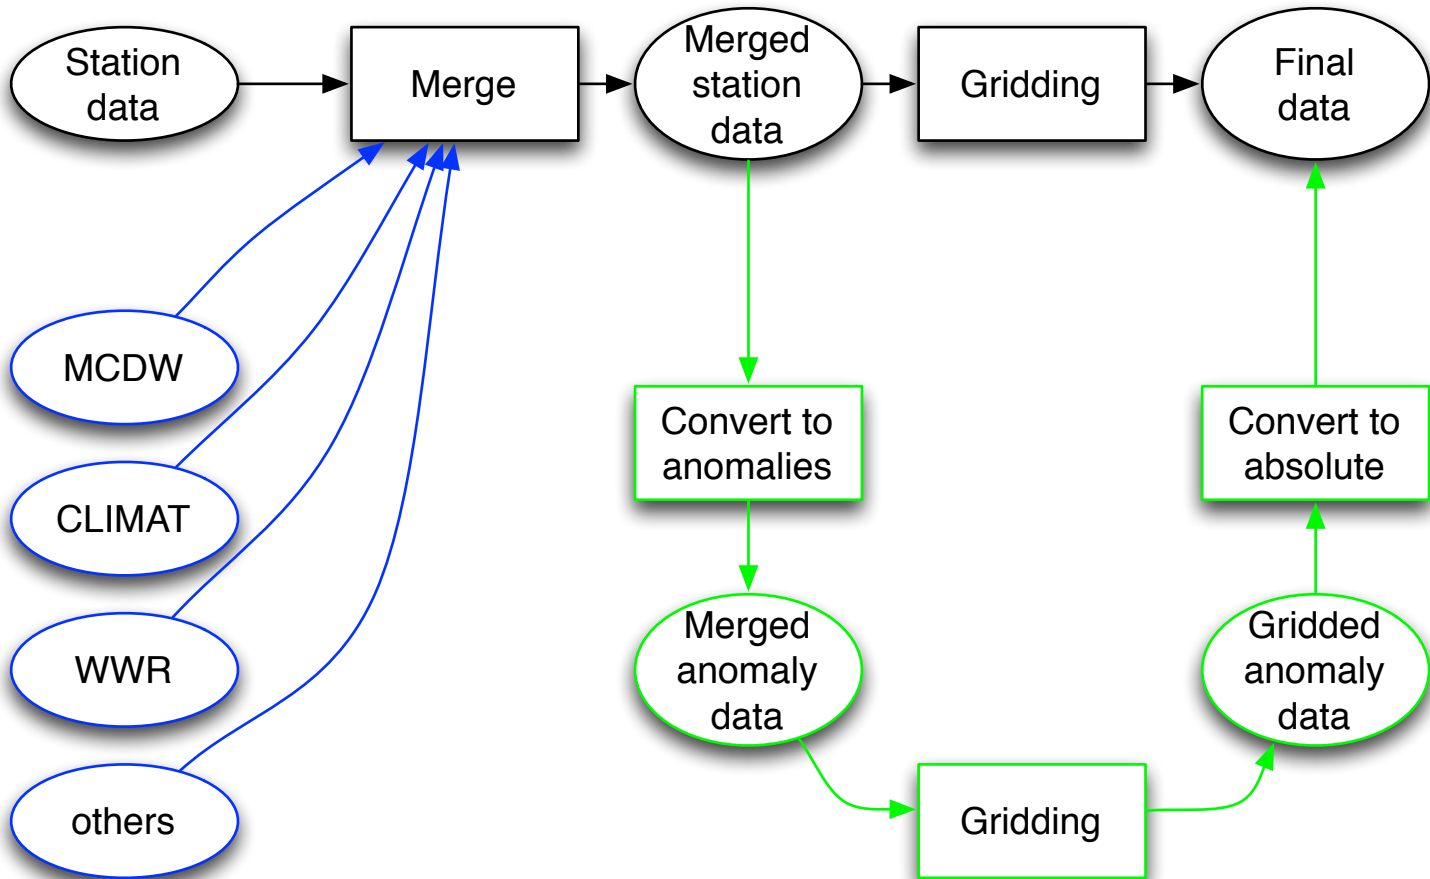 Station
data
Merge
Merged
station
data
Gridding
Final
data
MCDW
CLIMAT
WWR
others
Convert to
anomalies
Merged
anomaly
data
Gridding
Gridded
anomaly
data
Convert to
absolute